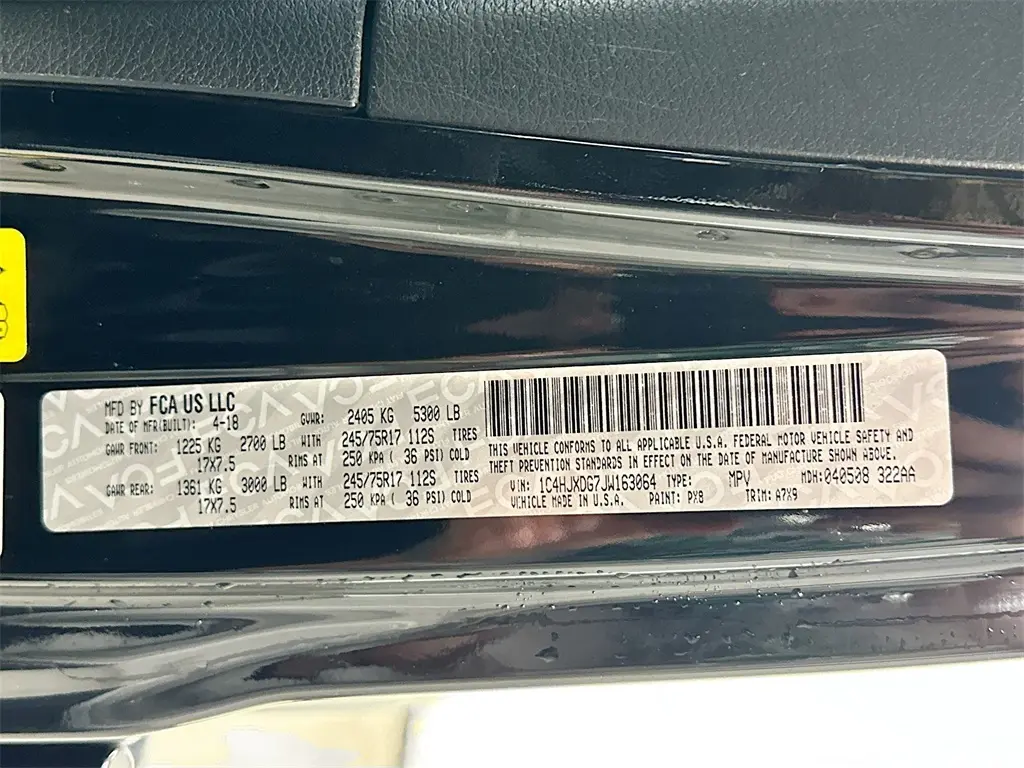 MFD BY FCA US LLC
DATE OF MFR(BUILT): 4-18 GVWR: 2405 KG 5300 LB
GAWR FRONT: 1225 KG 2700 LB WITH 245/75R17 112S TIRES
17X7.5 RIMS AT 250 KPA ( 36 PSI) COLD
GAWR REAR: 1361 KG 3000 LB WITH 245/75R17 112S TIRES
17X7.5 RIMS AT 250 KPA ( 36 PSI) COLD
THIS VEHICLE CONFORMS TO ALL APPLICABLE U.S.A. FEDERAL MOTOR VEHICLE SAFETY AND
THEFT PREVENTION STANDARDS IN EFFECT ON THE DATE OF MANUFACTURE SHOWN ABOVE.
VIN: 1C4HJXDG7JW163064 TYPE: MPV MDH:040508 322AA
VEHICLE MADE IN U.S.A. PAINT: PX8 TRIM: A7X9